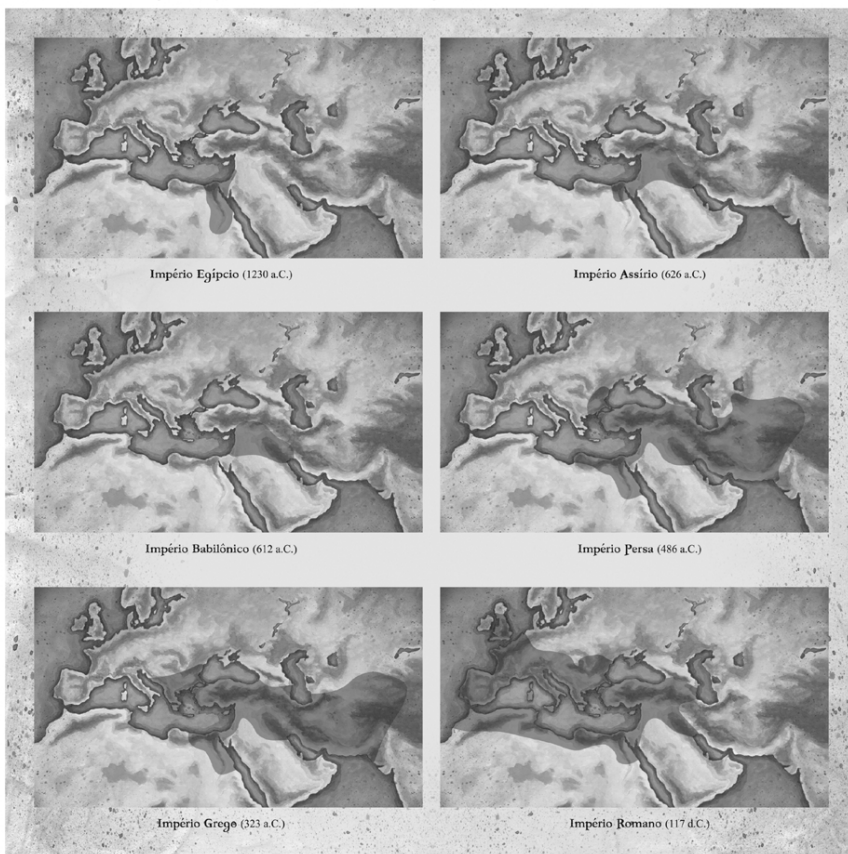 Império Egípcio (1230 a.C.)
Império Assírio (626 a.C.)
Império Babilônico (612 a.C.)
Império Persa (486 a.C.)
Império Grego (323 a.C.)
Império Romano (117 d.C.)